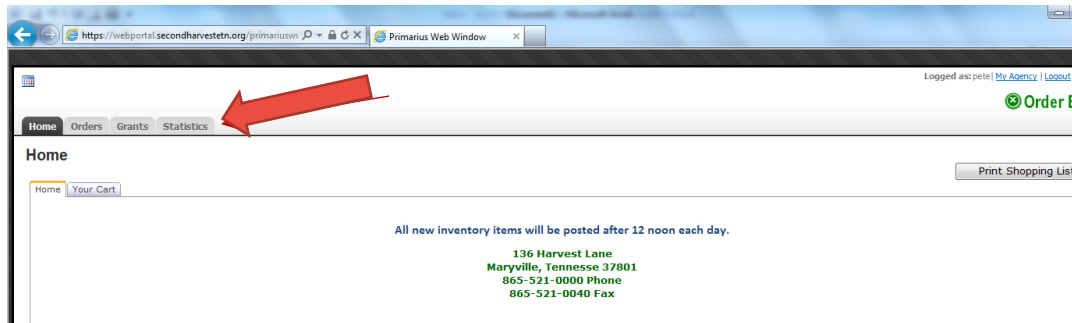 https://webportal.secondharvestetn.org/primariusw
Primarius Web Window
Logged as: pete | My Agency | Logout
Order E
Home Orders Grants Statistics
Home
Print Shopping List
Home Your Cart
All new inventory items will be posted after 12 noon each day.
136 Harvest Lane
Maryville, Tennesse 37801
865-521-0000 Phone
865-521-0040 Fax